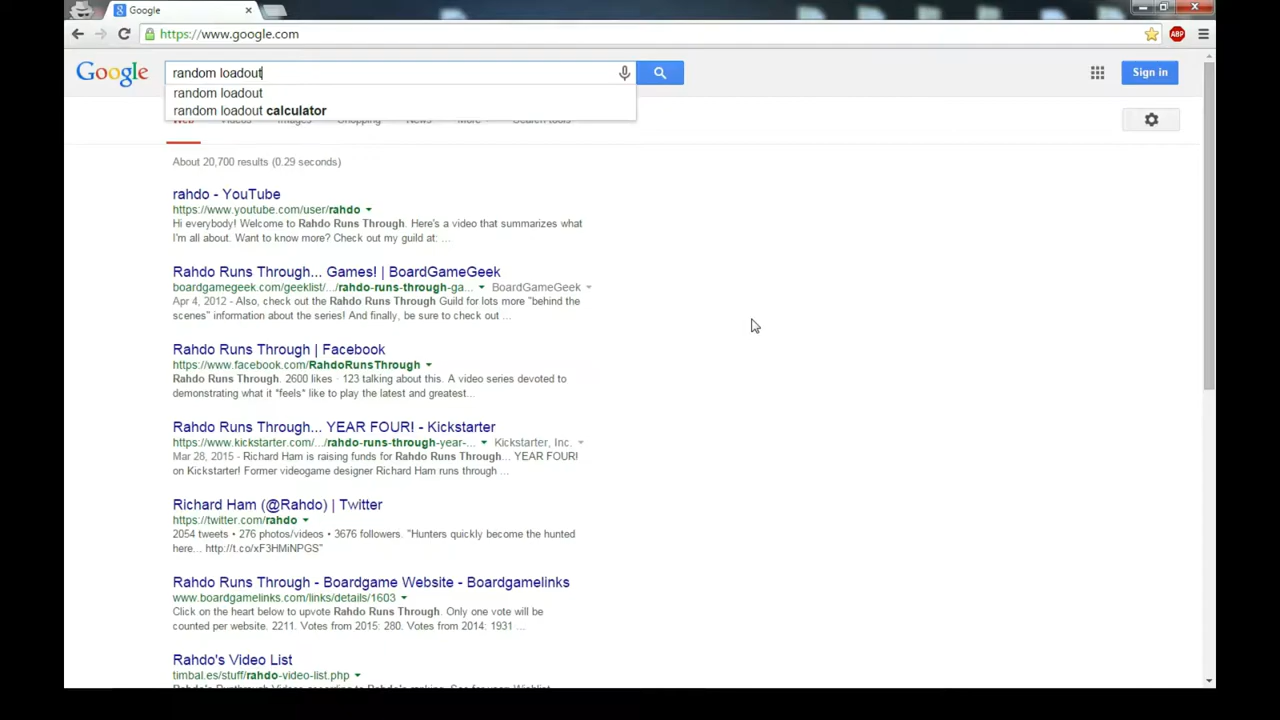 Google
https://www.google.com
ABP
Google
random loadout
Sign in
random loadout
random loadout calculator
Web Videos Images Shopping News More Search tools
About 20,700 results (0.29 seconds)
rahdo - YouTube
https://www.youtube.com/user/rahdo
Hi everybody! Welcome to Rahdo Runs Through. Here's a video that summarizes what
I'm all about. Want to know more? Check out my guild at: ...
Rahdo Runs Through... Games! | BoardGameGeek
boardgamegeek.com/geeklist/.../rahdo-runs-through-ga... BoardGameGeek
Apr 4, 2012 - Also, check out the Rahdo Runs Through Guild for lots more "behind the
scenes" information about the series! And finally, be sure to check out ...
Rahdo Runs Through | Facebook
https://www.facebook.com/RahdoRunsThrough
Rahdo Runs Through. 2600 likes · 123 talking about this. A video series devoted to
demonstrating what it *feels* like to play the latest and greatest...
Rahdo Runs Through... YEAR FOUR! - Kickstarter
https://www.kickstarter.com/.../rahdo-runs-through-year-... Kickstarter, Inc.
Mar 28, 2015 - Richard Ham is raising funds for Rahdo Runs Through... YEAR FOUR!
on Kickstarter! Former videogame designer Richard Ham runs through ...
Richard Ham (@Rahdo) | Twitter
https://twitter.com/rahdo
2054 tweets • 276 photos/videos • 3676 followers. "Hunters quickly become the hunted
here... http://t.co/xF3HMiNPGS"
Rahdo Runs Through - Boardgame Website - Boardgamelinks
www.boardgamelinks.com/links/details/1603
Click on the heart below to upvote Rahdo Runs Through. Only one vote will be
counted per website. 2211. Votes from 2015: 280. Votes from 2014: 1931 ...
Rahdo's Video List
timbal.es/stuff/rahdo-video-list.php